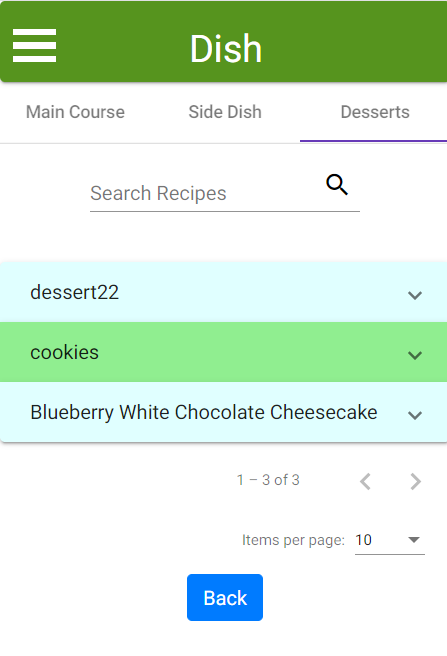 Dish
Main Course Side Dish Desserts
Search Recipes
dessert22
cookies
Blueberry White Chocolate Cheesecake
1 – 3 of 3
Items per page: 10
Back